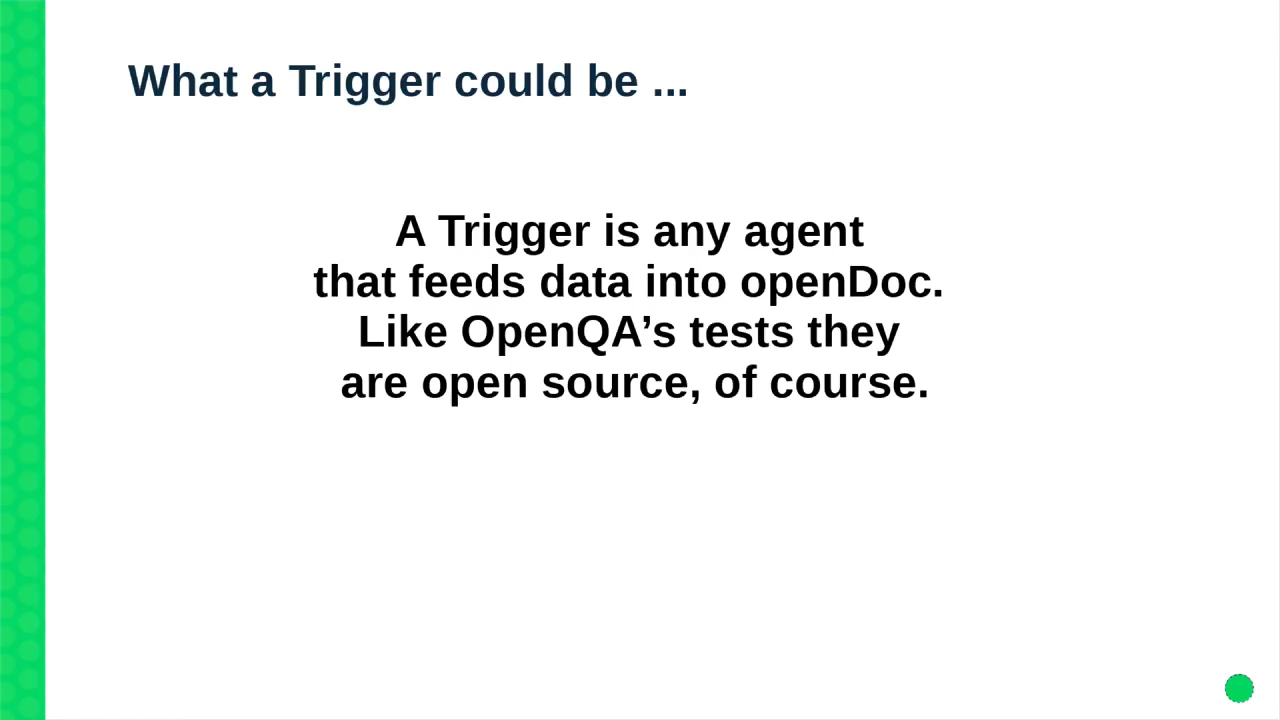 What a Trigger could be ...
A Trigger is any agent
that feeds data into openDoc.
Like OpenQA’s tests they
are open source, of course.